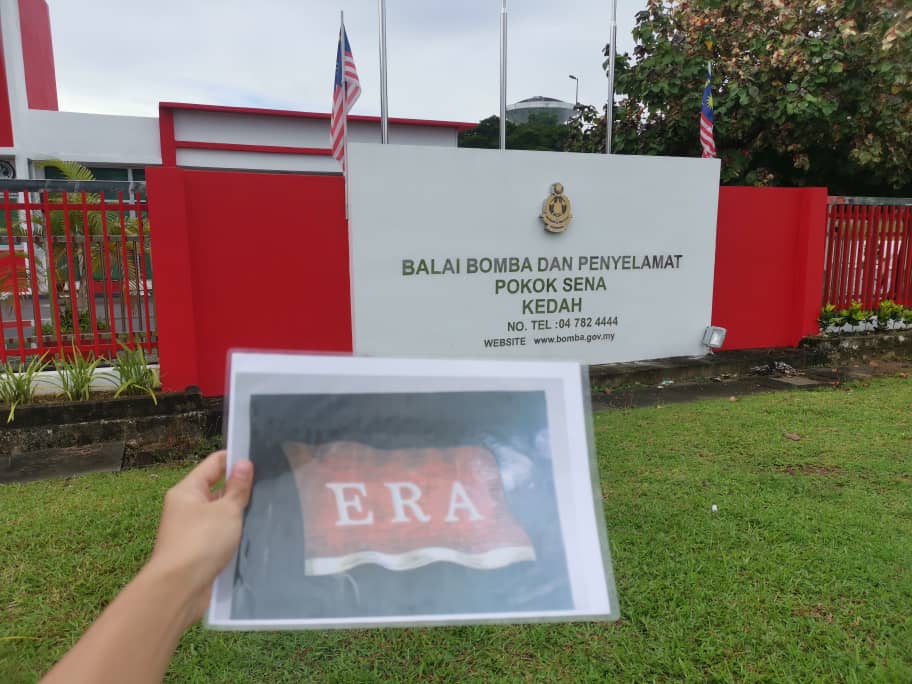 BALAI BOMBA DAN PENYELAMAT
POKOK SENA
KEDAH
NO. TEL : 04 782 4444
WEBSITE www.bomba.gov.my
ERA